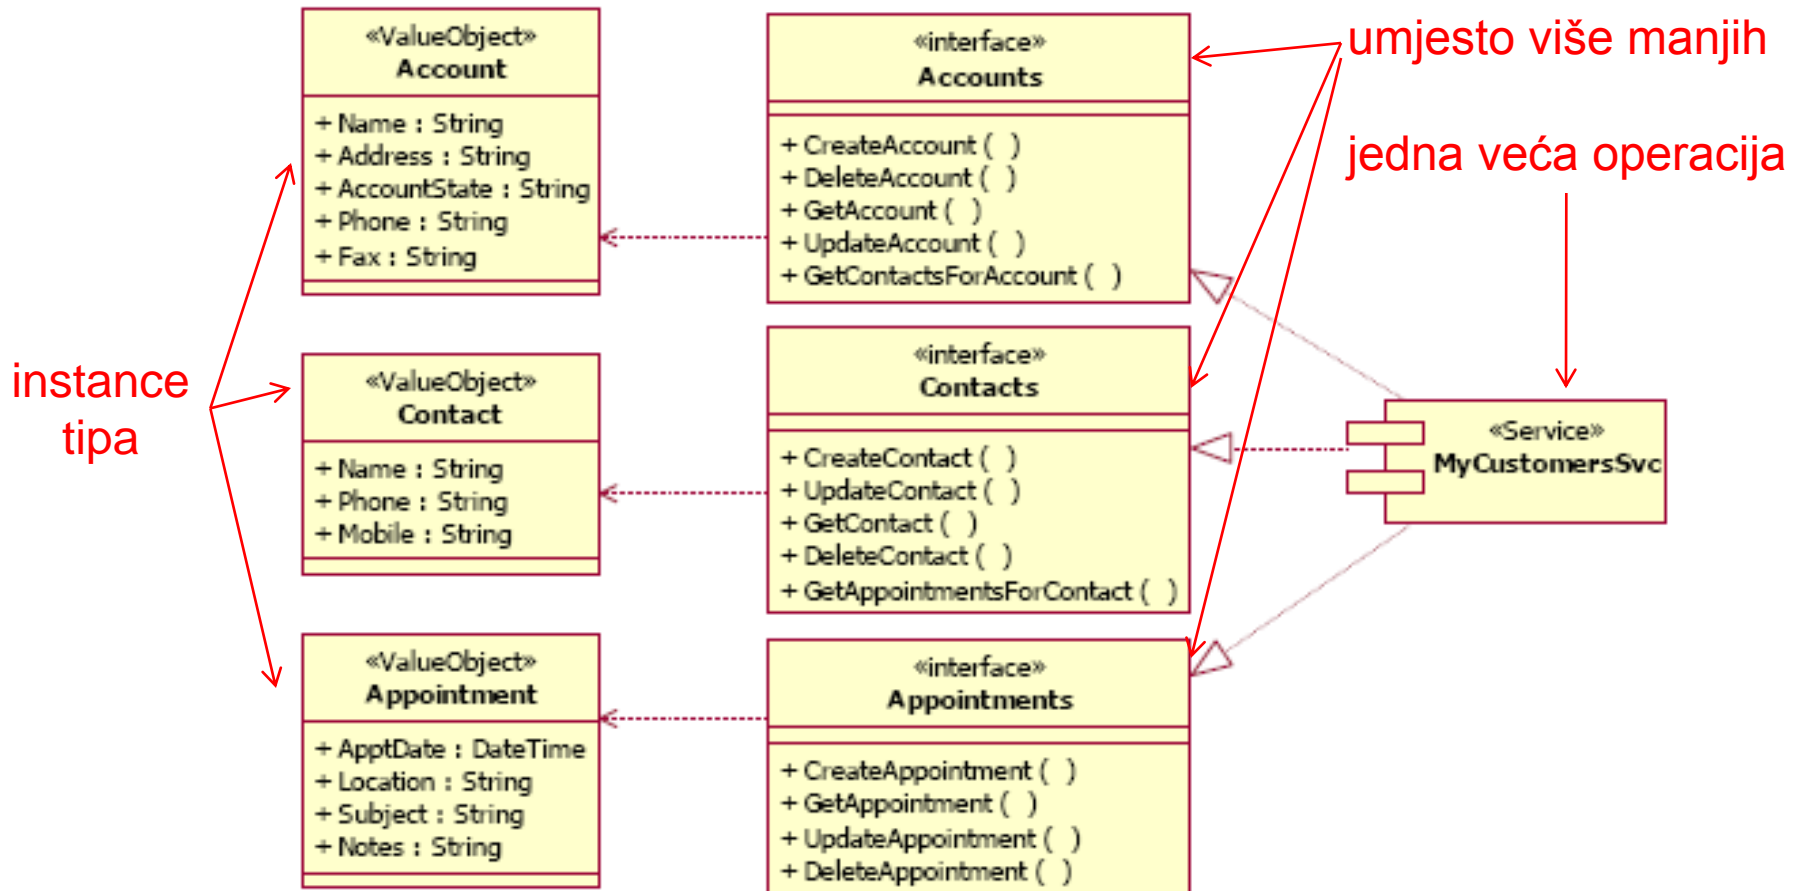 «ValueObject»
Account
+ Name : String
+ Address : String
+ AccountState : String
+ Phone : String
+ Fax : String
«interface»
Accounts
+ CreateAccount ( )
+ DeleteAccount ( )
+ GetAccount ( )
+ UpdateAccount ( )
+ GetContactsForAccount ( )
umjesto više manjih
jedna veća operacija
instance
tipa
«ValueObject»
Contact
+ Name : String
+ Phone : String
+ Mobile : String
«interface»
Contacts
+ CreateContact ( )
+ UpdateContact ( )
+ GetContact ( )
+ DeleteContact ( )
+ GetAppointmentsForContact ( )
«Service»
MyCustomersSvc
«ValueObject»
Appointment
+ ApptDate : DateTime
+ Location : String
+ Subject : String
+ Notes : String
«interface»
Appointments
+ CreateAppointment ( )
+ GetAppointment ( )
+ UpdateAppointment ( )
+ DeleteAppointment ( )